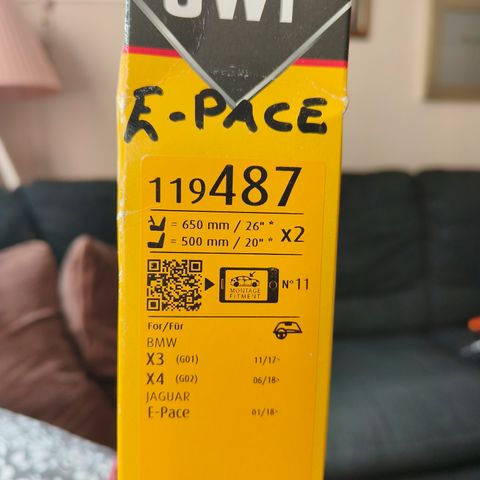 SWF
E-PACE
119487
= 650 mm / 26" *
= 500 mm / 20" * x2
MONTAGE
FITMENT
N°11
For/Für
BMW
X3 (G01) 11/17>
X4 (G02) 06/18>
JAGUAR
E-Pace 01/18>